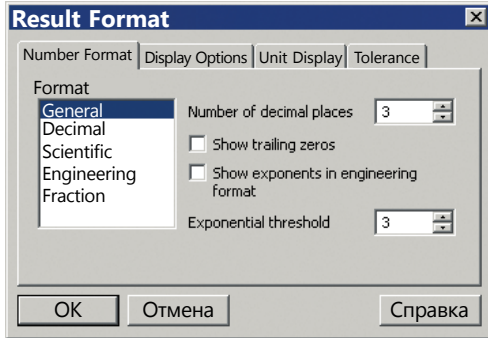 Result Format
Number Format Display Options Unit Display Tolerance
Format
General
Decimal
Scientific
Engineering
Fraction
Number of decimal places 3
Show trailing zeros
Show exponents in engineering
format
Exponential threshold 3
OK Отмена Справка